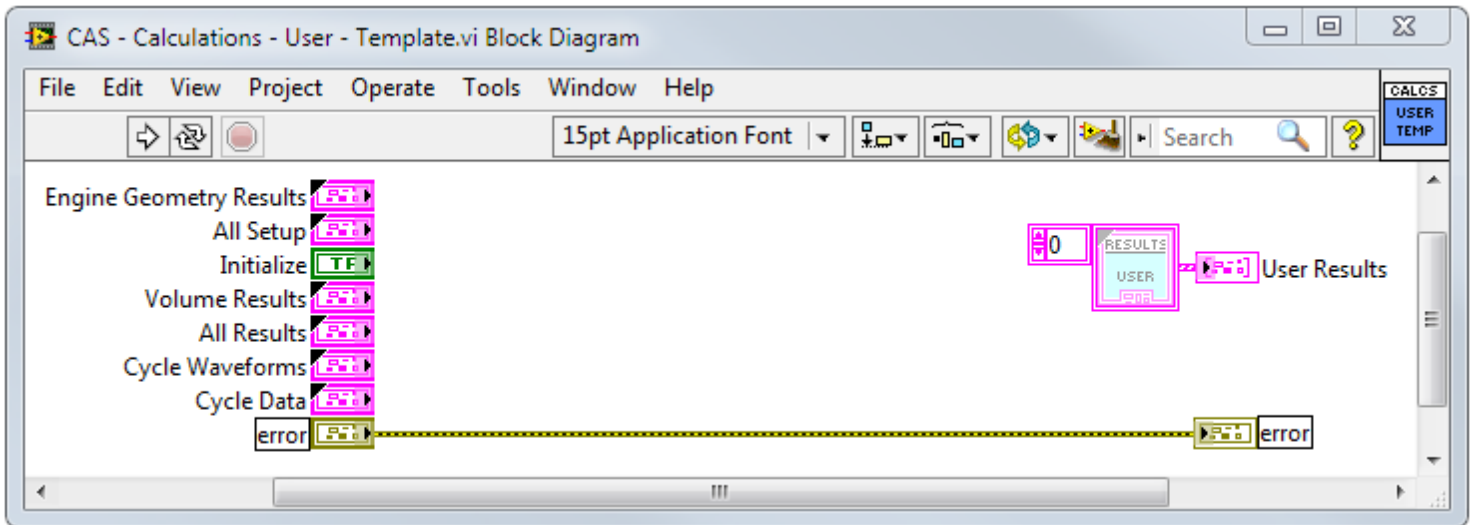 CAS - Calculations - User - Template.vi Block Diagram
File Edit View Project Operate Tools Window Help
CALCS
USER
TEMP
15pt Application Font
Search
Engine Geometry Results
All Setup
Initialize TF
Volume Results
All Results
Cycle Waveforms
Cycle Data
error
0
RESULTS
USER
User Results
error